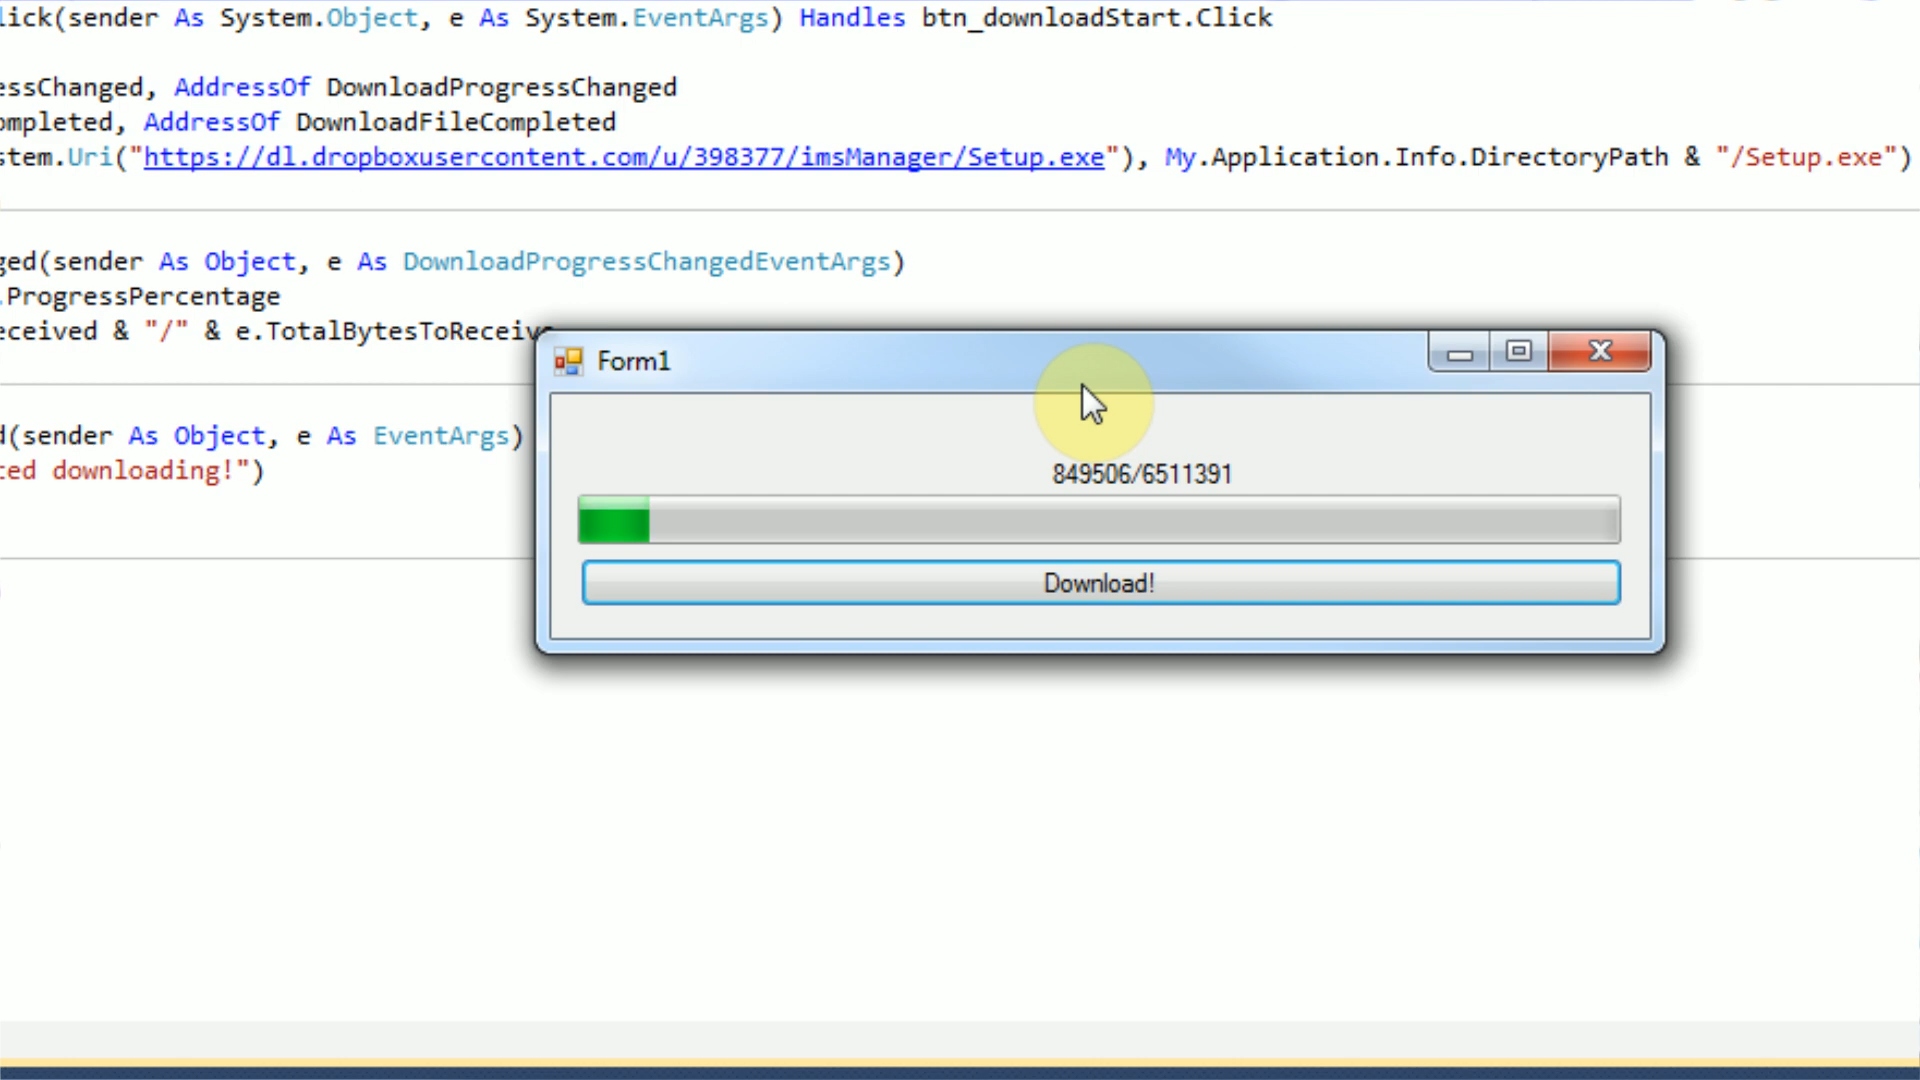 lick(sender As System.Object, e As System.EventArgs) Handles btn_downloadStart.Click
essChanged, AddressOf DownloadProgressChanged
ompleted, AddressOf DownloadFileCompleted
stem.Uri("https://dl.dropboxusercontent.com/u/398377/imsManager/Setup.exe"), My.Application.Info.DirectoryPath & "/Setup.exe")
ged(sender As Object, e As DownloadProgressChangedEventArgs)
.ProgressPercentage
eceived & "/" & e.TotalBytesToReceive
Form1
d(sender As Object, e As EventArgs)
ted downloading!")
849506/6511391
Download!